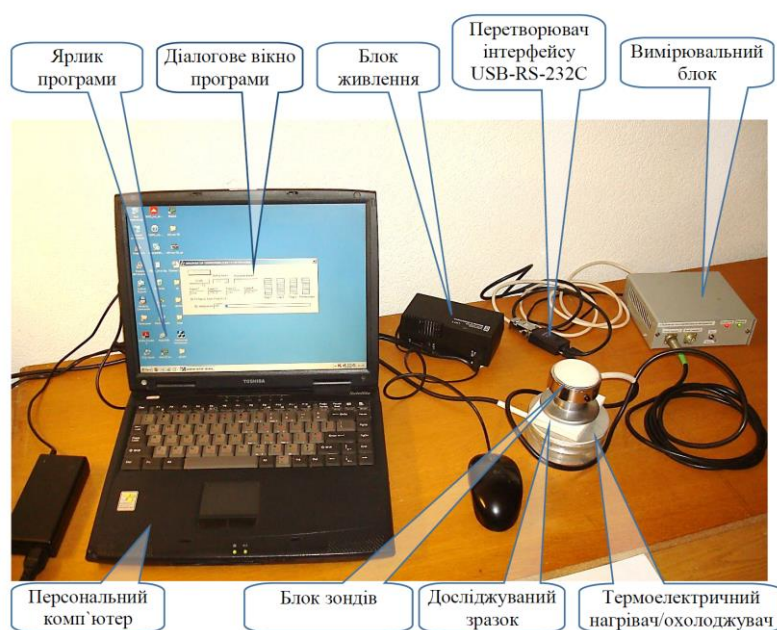 Ярлик
програми
Діалогове вікно
програми
Блок
живлення
Перетворювач
інтерфейсу
USB-RS-232C
Вимірювальний
блок
TOSHIBA
Персональний
комп`ютер
Блок зондів
Досліджуваний
зразок
Термоелектричний
нагрівач/охолоджувач